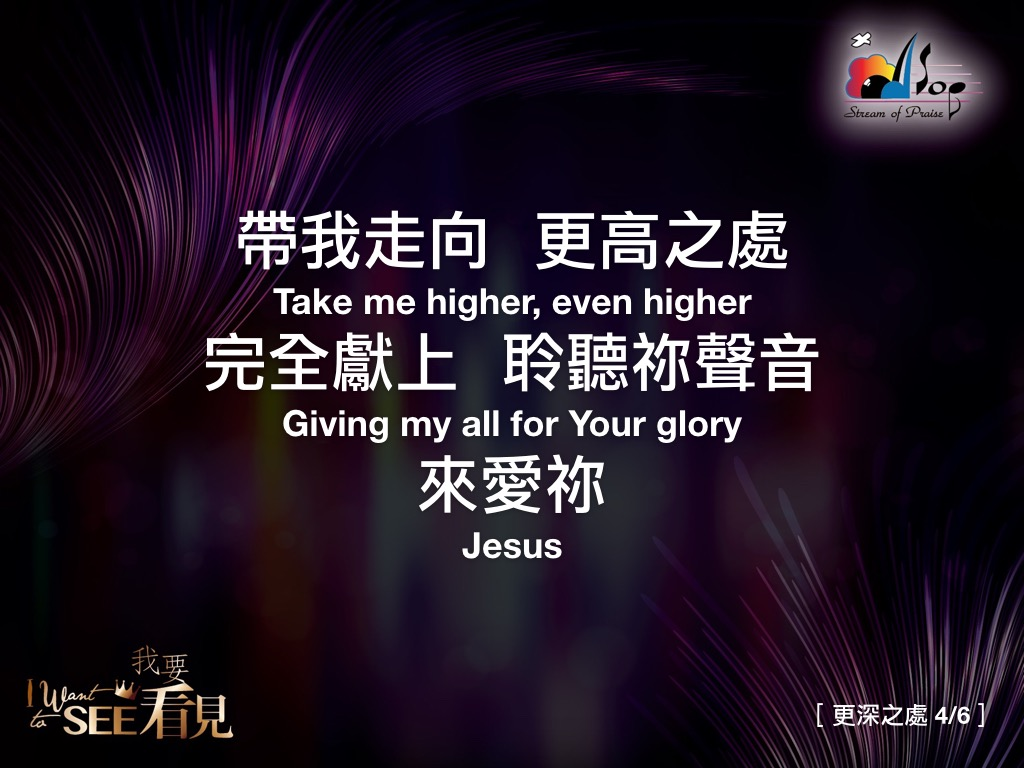 Sop
Stream of Praise
帶我走向 更高之處
Take me higher, even higher
完全獻上 聆聽祢聲音
Giving my all for Your glory
來愛祢
Jesus
我要
I Want to SEE 看見
[ 更深之處 4/6 ]